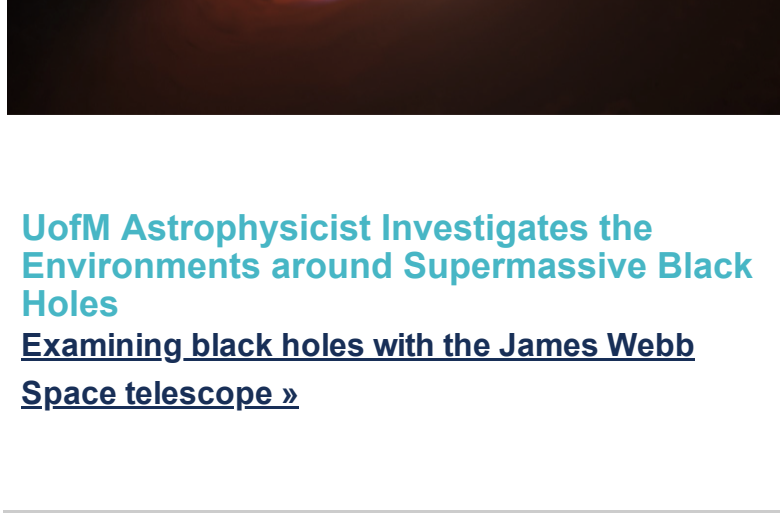 UofM Astrophysicist Investigates the
Environments around Supermassive Black
Holes
Examining black holes with the James Webb
Space telescope »